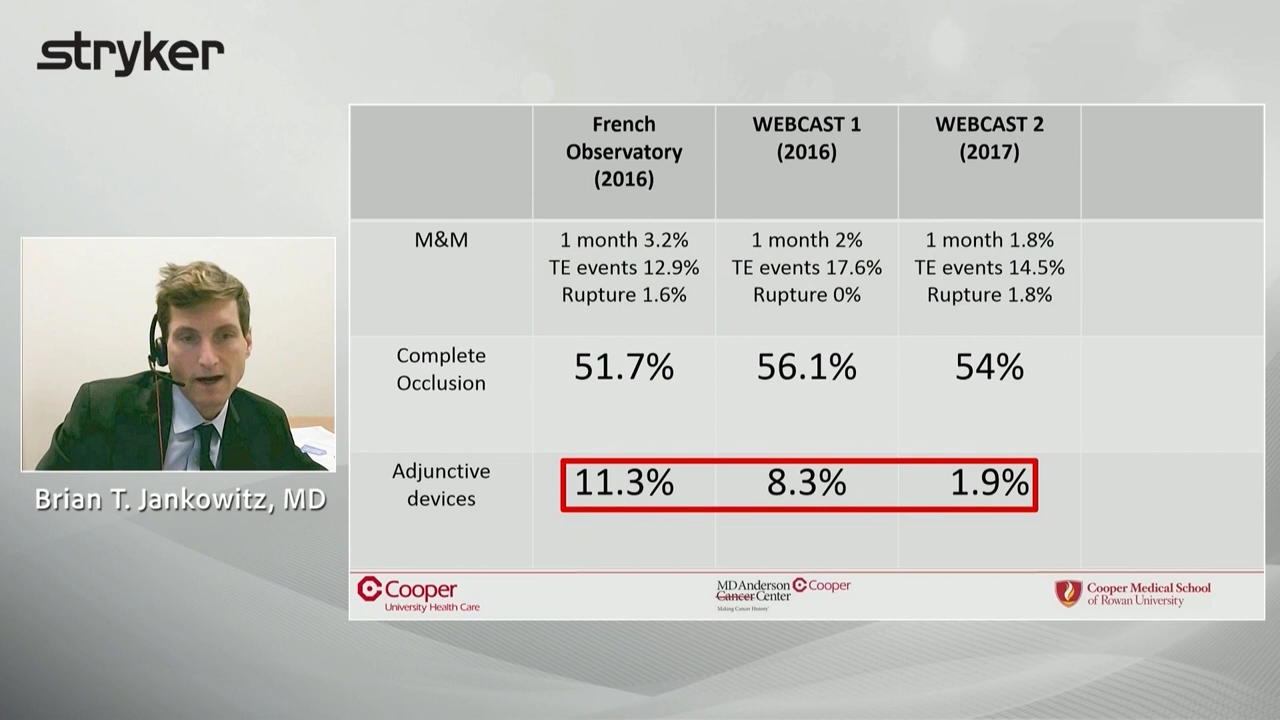 stryker
French
Observatory
(2016)
WEBCAST 1
(2016)
WEBCAST 2
(2017)
M&M
1 month 3.2%
TE events 12.9%
Rupture 1.6%
1 month 2%
TE events 17.6%
Rupture 0%
1 month 1.8%
TE events 14.5%
Rupture 1.8%
Complete
Occlusion
51.7%
56.1%
54%
Adjunctive
devices
11.3%
8.3%
1.9%
Brian T. Jankowitz, MD
Cooper
University Health Care
MD Anderson Cooper
Cancer Center
Making Cancer History®
Cooper Medical School
of Rowan University